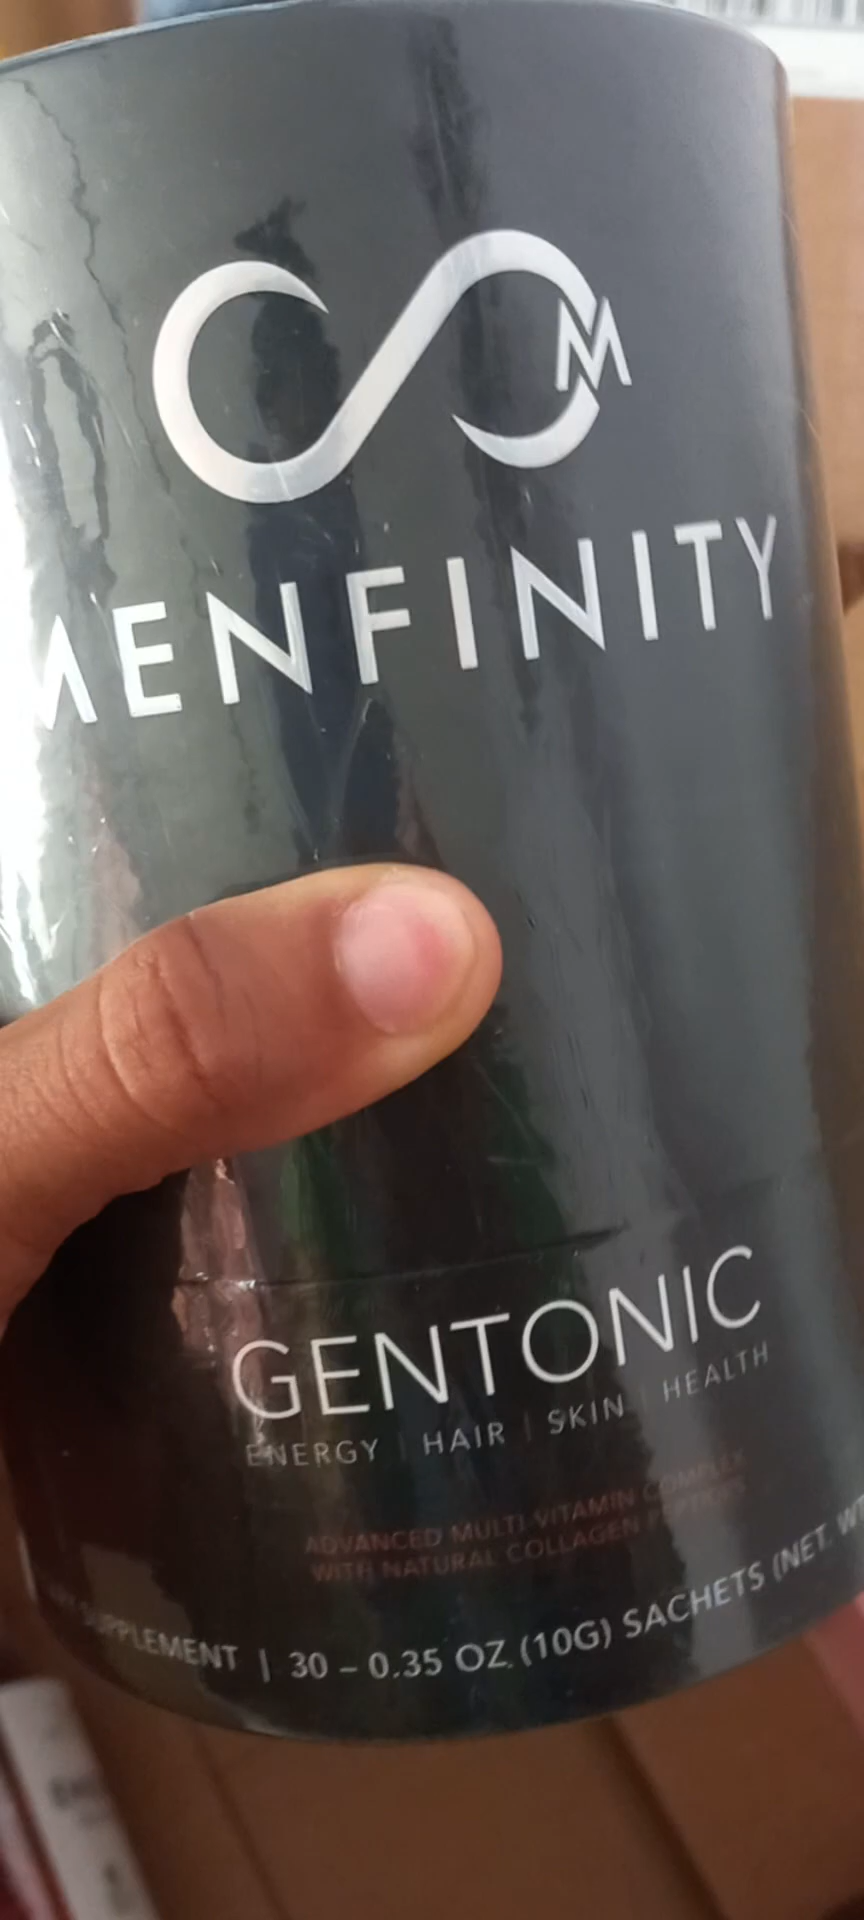 M
MENFINITY
GENTONIC
ENERGY | HAIR | SKIN | HEALTH
ADVANCED MULTI-VITAMIN COMPLEX
WITH NATURAL COLLAGEN PEPTIDES
SUPPLEMENT | 30 – 0.35 OZ. (10G) SACHETS (NET. WT